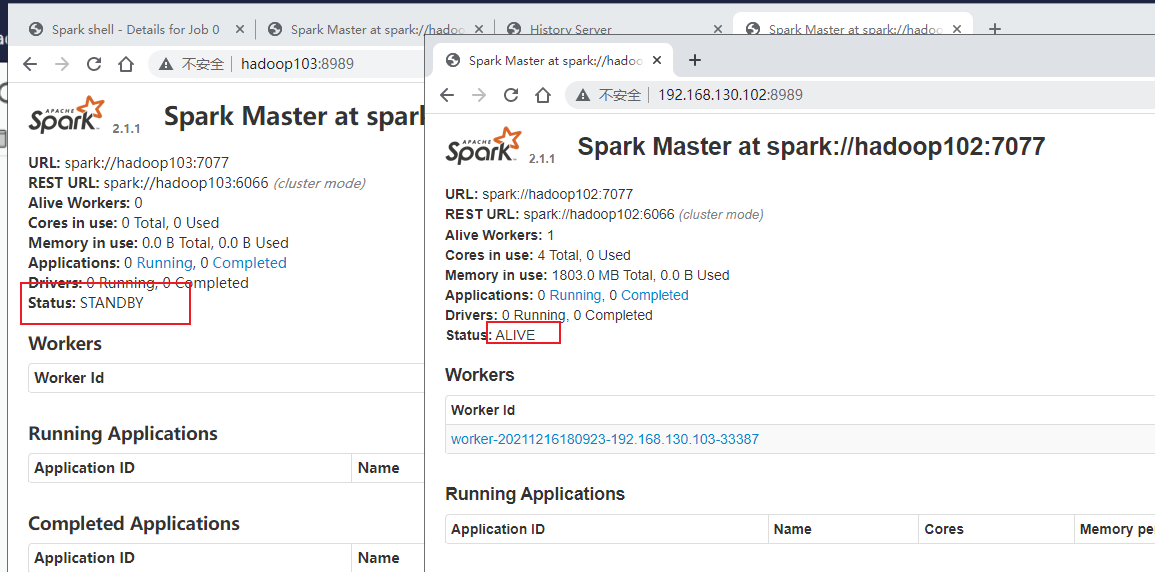 Spark shell - Details for Job 0
Spark Master at spark://hadoo
History Server
Spark Master at spark://hadoo
不安全 hadoop103:8989
APACHE Spark 2.1.1
Spark Master at spar
URL: spark://hadoop103:7077
REST URL: spark://hadoop103:6066 (cluster mode)
Alive Workers: 0
Cores in use: 0 Total, 0 Used
Memory in use: 0.0 B Total, 0.0 B Used
Applications: 0 Running, 0 Completed
Drivers: 0 Running, 0 Completed
Status: STANDBY
Workers
Worker Id
Running Applications
Application ID Name
Completed Applications
Application ID Name
Spark Master at spark://hadoo
不安全 192.168.130.102:8989
APACHE Spark 2.1.1
Spark Master at spark://hadoop102:7077
URL: spark://hadoop102:7077
REST URL: spark://hadoop102:6066 (cluster mode)
Alive Workers: 1
Cores in use: 4 Total, 0 Used
Memory in use: 1803.0 MB Total, 0.0 B Used
Applications: 0 Running, 0 Completed
Drivers: 0 Running, 0 Completed
Status: ALIVE
Workers
Worker Id
worker-20211216180923-192.168.130.103-33387
Running Applications
Application ID Name Cores Memory pe